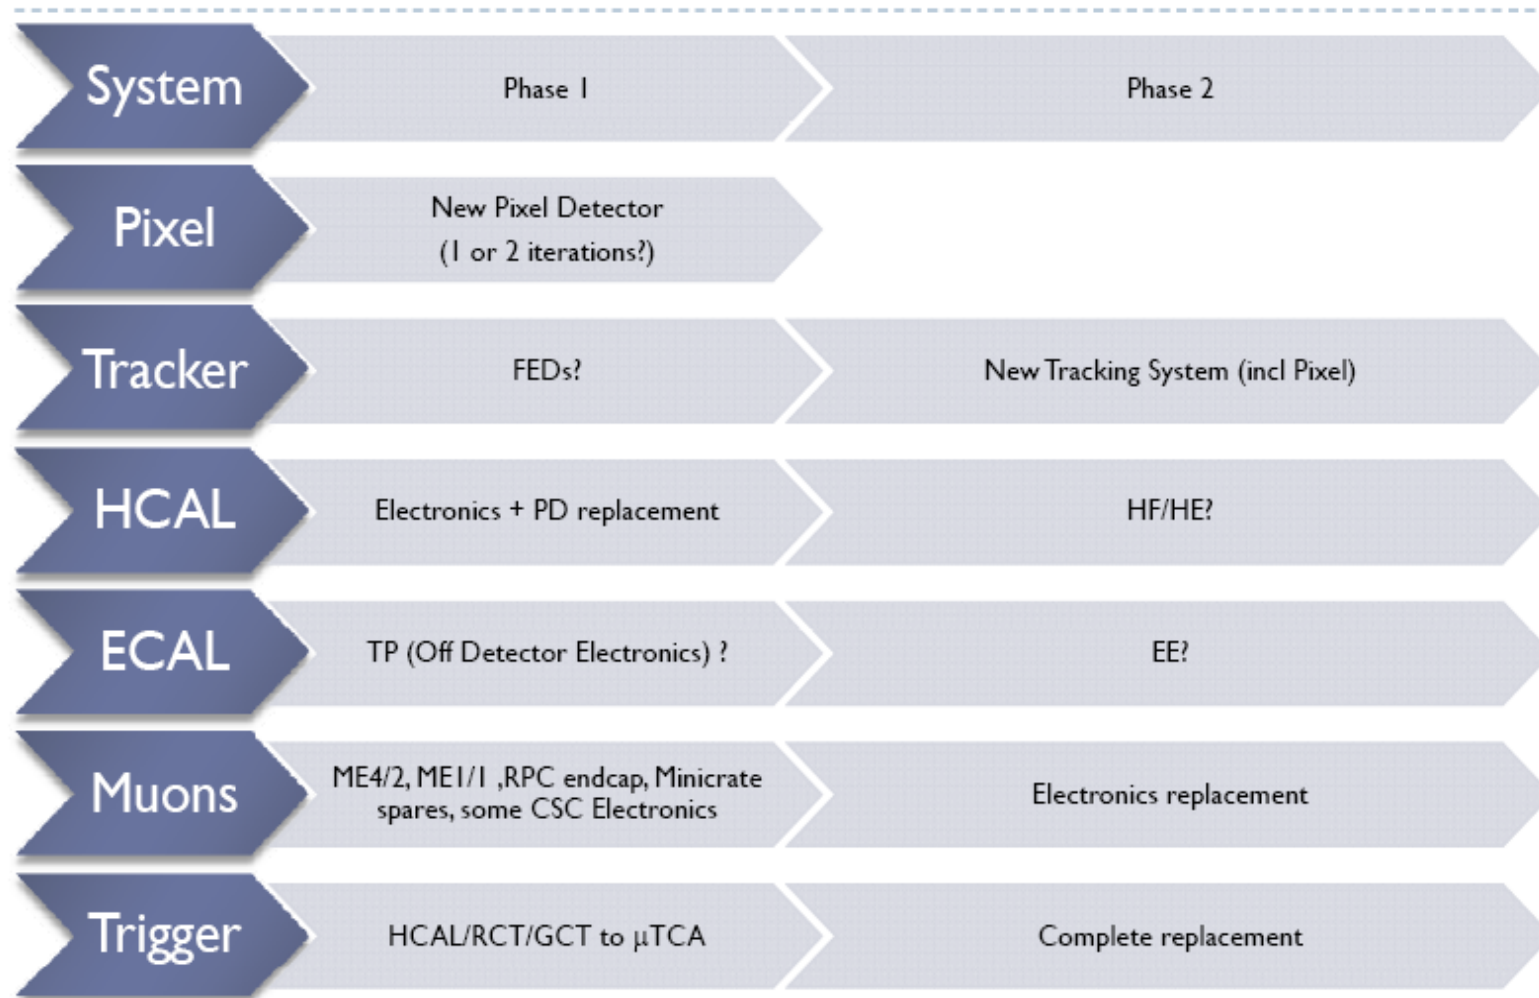 System
Phase 1
Phase 2
Pixel
New Pixel Detector
(1 or 2 iterations?)
Tracker
FEDs?
New Tracking System (incl Pixel)
HCAL
Electronics + PD replacement
HF/HE?
ECAL
TP (Off Detector Electronics) ?
EE?
Muons
ME4/2, ME1/1 ,RPC endcap, Minicrate
spares, some CSC Electronics
Electronics replacement
Trigger
HCAL/RCT/GCT to μTCA
Complete replacement